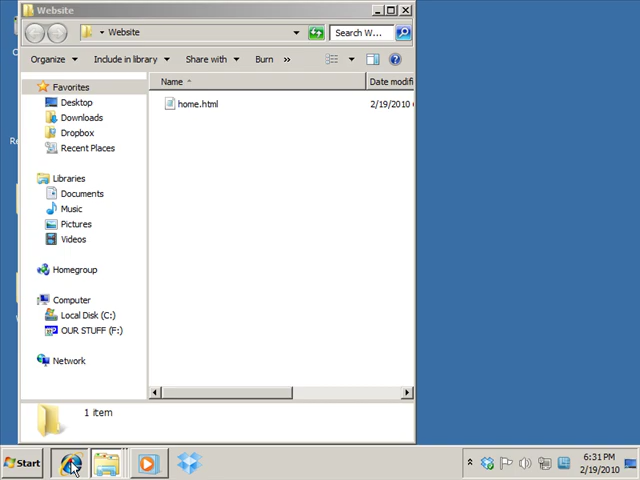 Website
Website
Search W...
Organize
Include in library
Share with
Burn
»
Name
Date modifi
Favorites
Desktop
Downloads
Dropbox
Recent Places
home.html
2/19/2010
Libraries
Documents
Music
Pictures
Videos
Homegroup
Computer
Local Disk (C:)
OUR STUFF (F:)
Network
1 item
Start
6:31 PM
2/19/2010